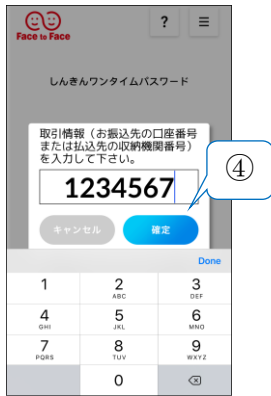 Face to Face
?
しんきんワンタイムパスワード
取引情報（お振込先の口座番号
または払込先の収納機関番号）
を入力して下さい。
1234567
④
キャンセル 確定
Done
1 2 3
ABC DEF
4 5 6
GHI JKL MNO
7 8 9
PQRS TUV WXYZ
0